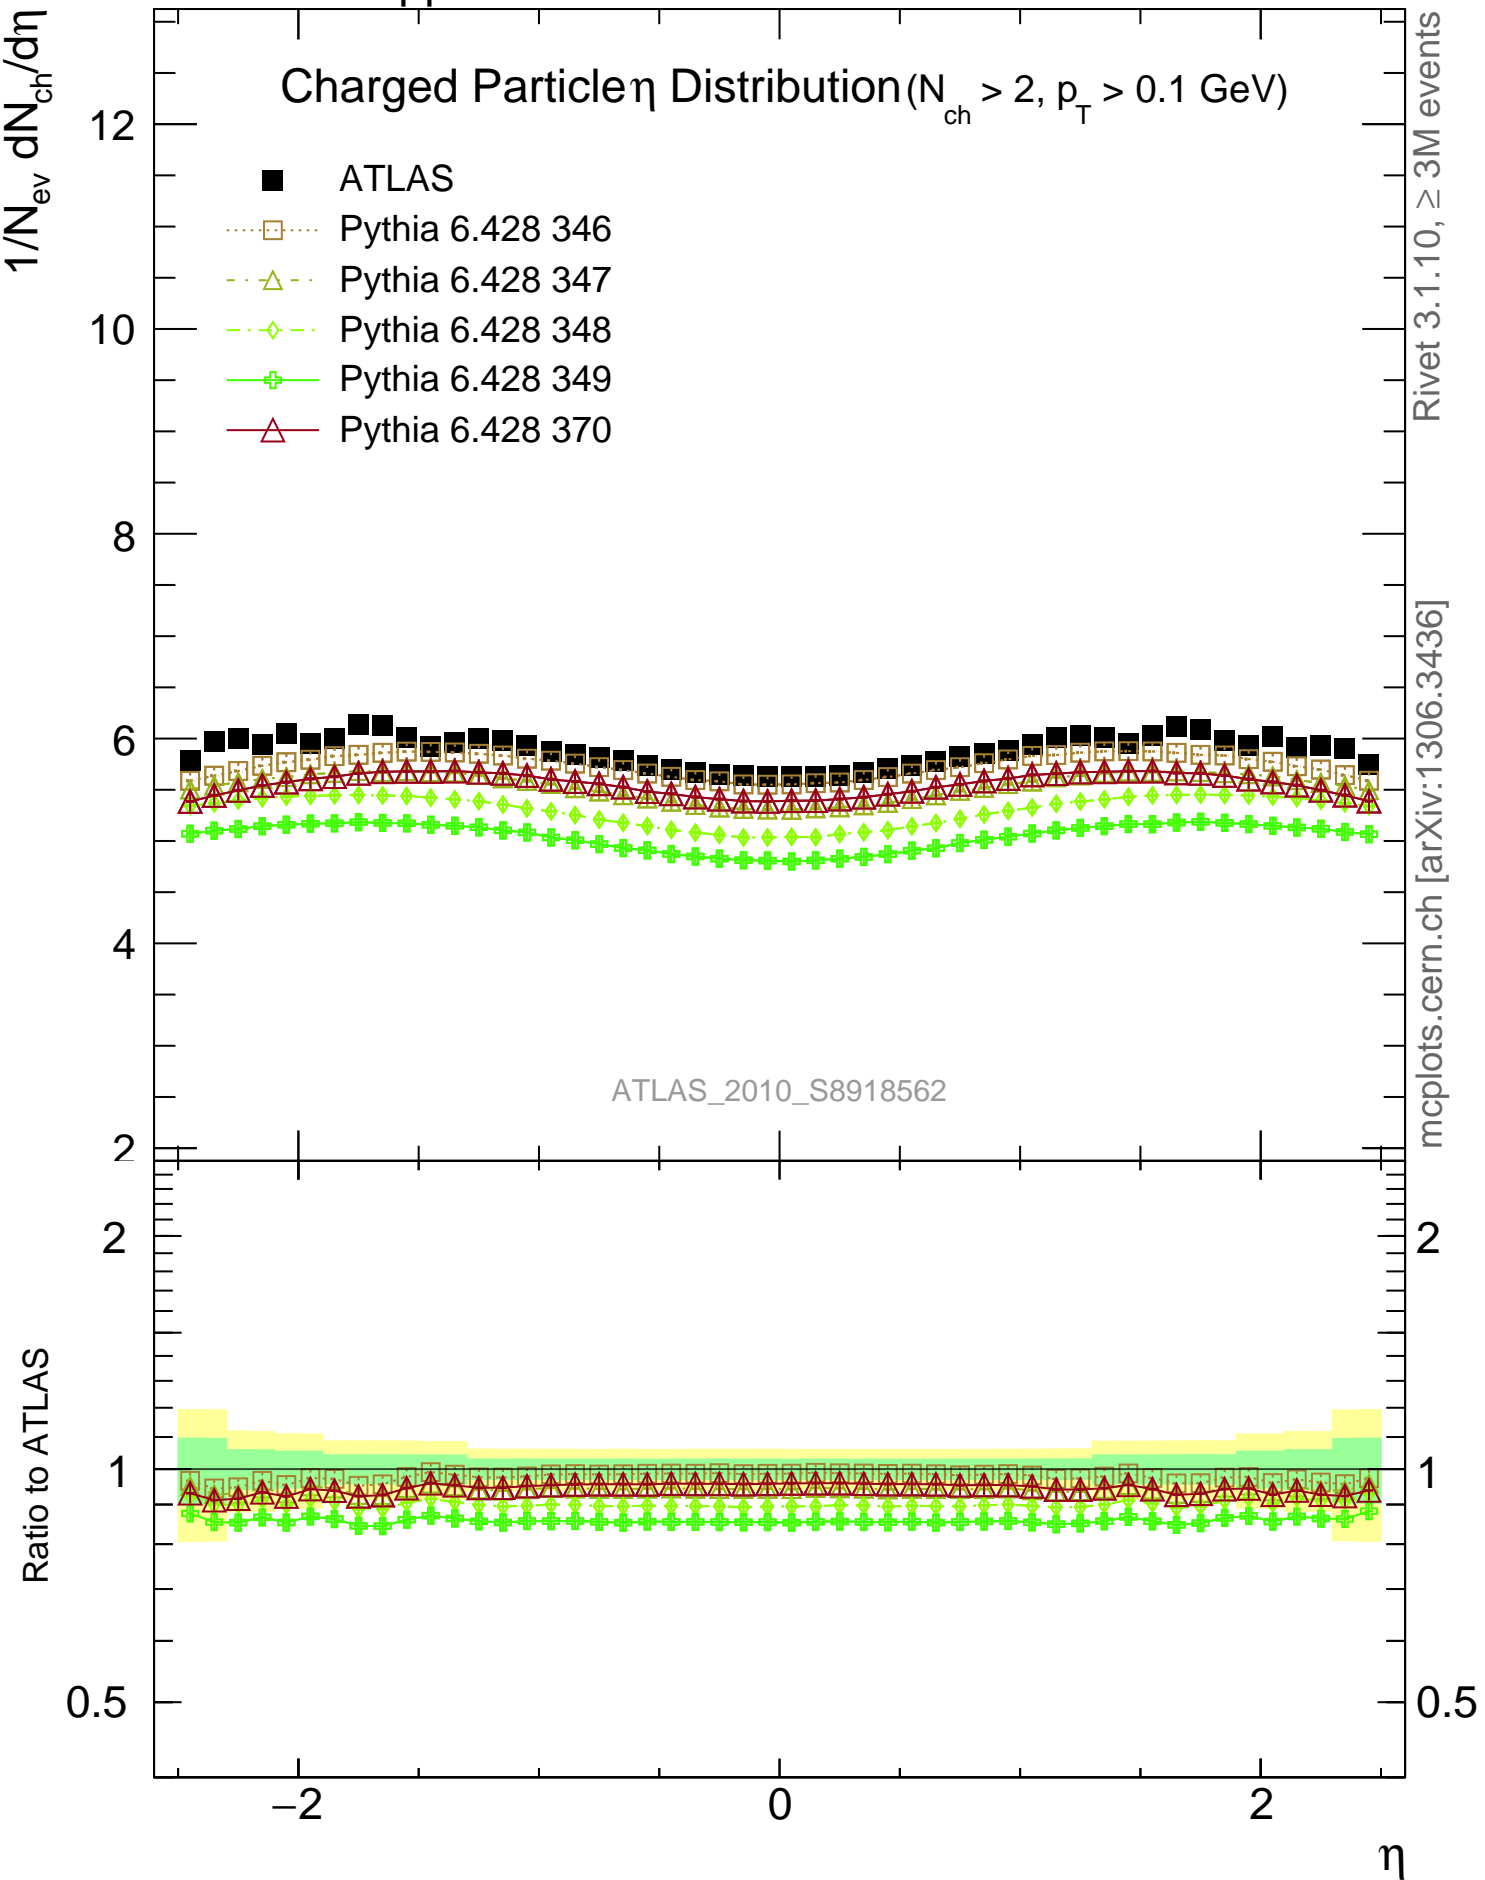 1/N_ev dN_ch/dη
Charged Particle η Distribution (N_ch > 2, p_T > 0.1 GeV)
ATLAS
Pythia 6.428 346
Pythia 6.428 347
Pythia 6.428 348
Pythia 6.428 349
Pythia 6.428 370
12
10
8
6
4
2
ATLAS_2010_S8918562
Rivet 3.1.10, ≥ 3M events
mcplots.cern.ch [arXiv:1306.3436]
Ratio to ATLAS
2
1
0.5
2
1
0.5
−2
0
2
η